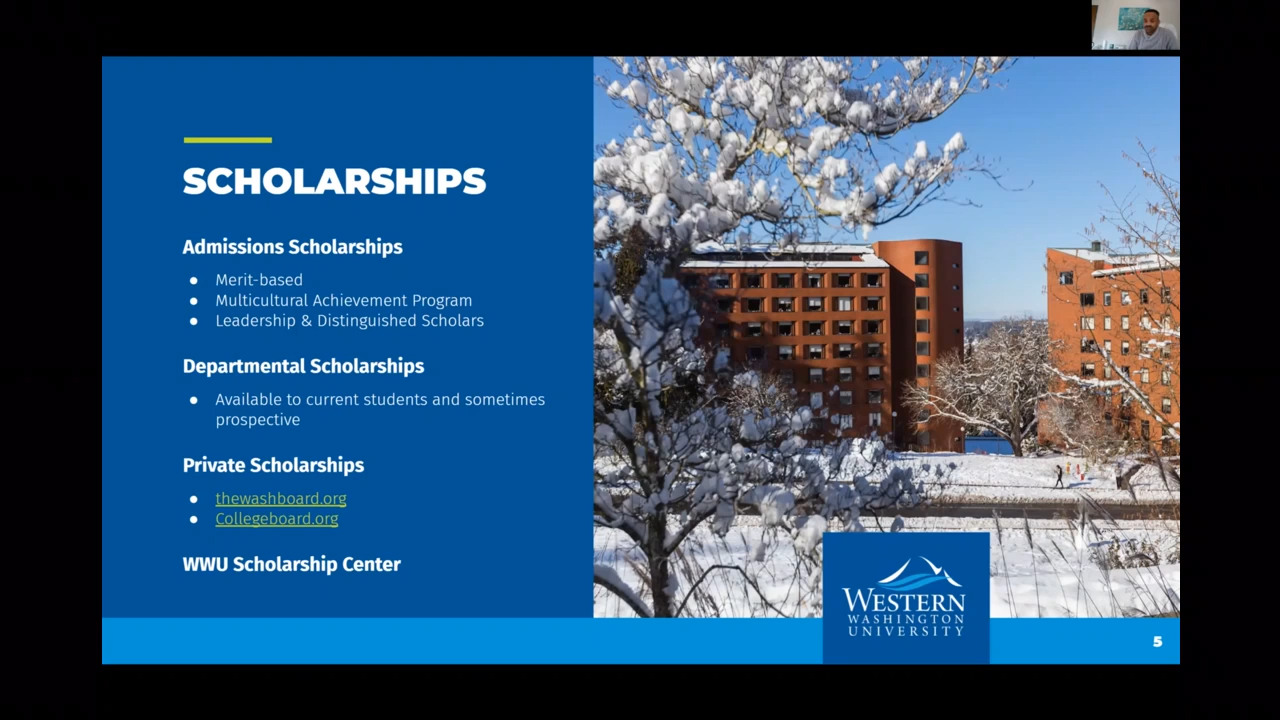 SCHOLARSHIPS
Admissions Scholarships
● Merit-based
● Multicultural Achievement Program
● Leadership & Distinguished Scholars
Departmental Scholarships
● Available to current students and sometimes
prospective
Private Scholarships
● thewashboard.org
● Collegeboard.org
WWU Scholarship Center
WESTERN
WASHINGTON
UNIVERSITY
5